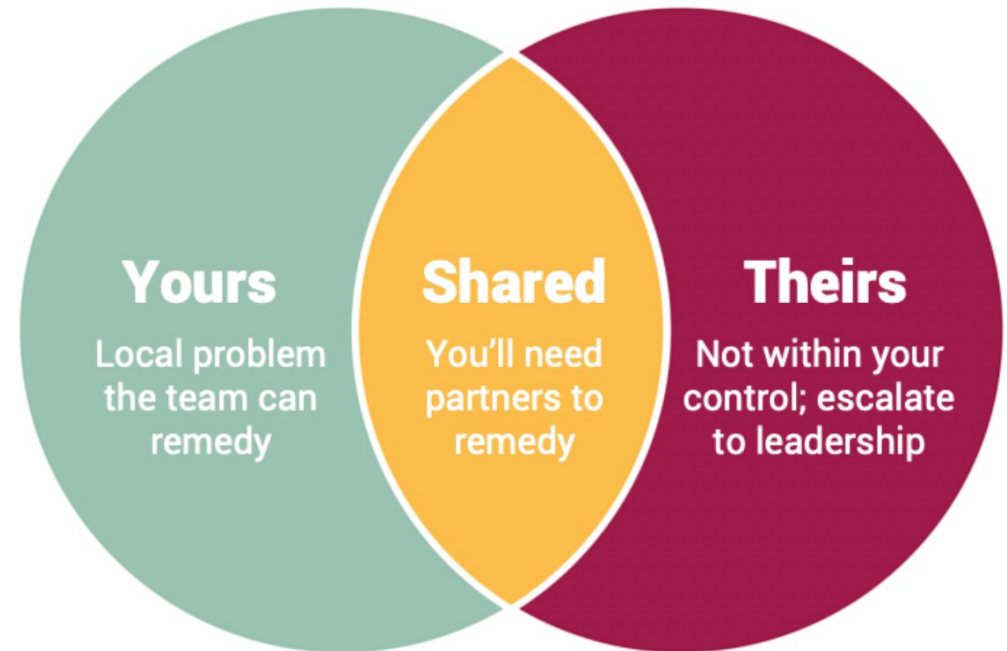 Yours
Local problem
the team can
remedy
Shared
You'll need
partners to
remedy
Theirs
Not within your
control; escalate
to leadership